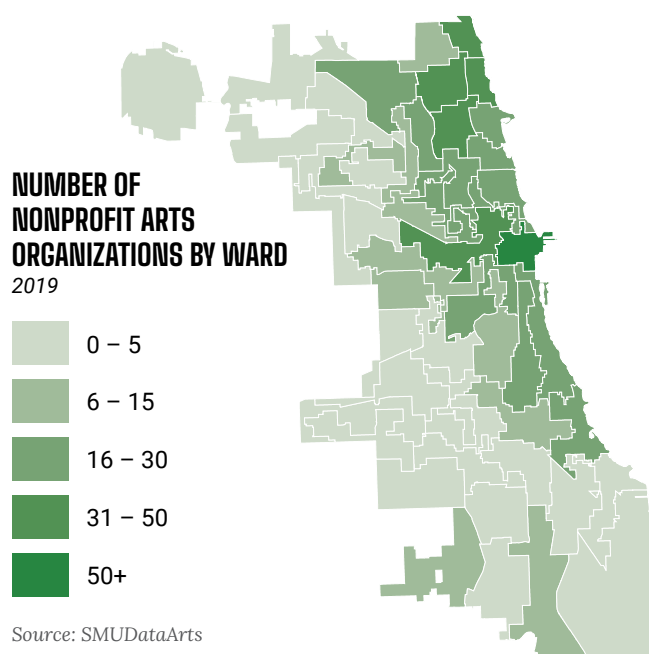 NUMBER OF
NONPROFIT ARTS
ORGANIZATIONS BY WARD
2019
0 – 5
6 – 15
16 – 30
31 – 50
50+
Source: SMUDataArts